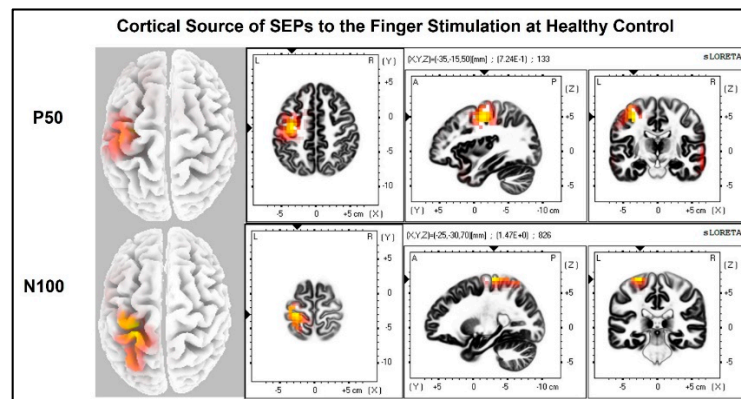 Cortical Source of SEPs to the Finger Stimulation at Healthy Control
P50
L R (Y)
+5
0
-5
-10
-5 0 +5 cm (X)
[X,Y,Z]=[-35,-15,50][mm] ; (7.24E-1) ; 133
sLORETA
A P (Z)
+5
0
-5
(Y) +5 0 -5 -10 cm
L R (Z)
+5
0
-5
-5 0 +5 cm (X)
N100
L R (Y)
+5
0
-5
-10
-5 0 +5 cm (X)
[X,Y,Z]=[-25,-30,70][mm] ; (1.47E+0) ; 826
sLORETA
A P (Z)
+5
0
-5
(Y) +5 0 -5 -10 cm
L R (Z)
+5
0
-5
-5 0 +5 cm (X)